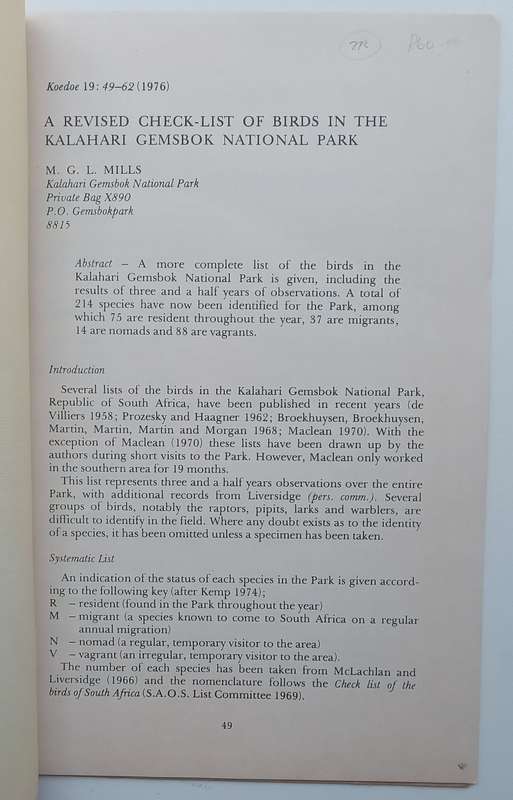 Koedoe 19: 49–62 (1976)
A REVISED CHECK-LIST OF BIRDS IN THE
KALAHARI GEMSBOK NATIONAL PARK
M. G. L. MILLS
Kalahari Gemsbok National Park
Private Bag X890
P.O. Gemsbokpark
8815
Abstract – A more complete list of the birds in the
Kalahari Gemsbok National Park is given, including the
results of three and a half years of observations. A total of
214 species have now been identified for the Park, among
which 75 are resident throughout the year, 37 are migrants,
14 are nomads and 88 are vagrants.
Introduction
Several lists of the birds in the Kalahari Gemsbok National Park,
Republic of South Africa, have been published in recent years (de
Villiers 1958; Prozesky and Haagner 1962; Broekhuysen, Broekhuysen,
Martin, Martin, Martin and Morgan 1968; Maclean 1970). With the
exception of Maclean (1970) these lists have been drawn up by the
authors during short visits to the Park. However, Maclean only worked
in the southern area for 19 months.
This list represents three and a half years observations over the entire
Park, with additional records from Liversidge (pers. comm.). Several
groups of birds, notably the raptors, pipits, larks and warblers, are
difficult to identify in the field. Where any doubt exists as to the identity
of a species, it has been omitted unless a specimen has been taken.
Systematic List
An indication of the status of each species in the Park is given accord-
ing to the following key (after Kemp 1974);
R – resident (found in the Park throughout the year)
M – migrant (a species known to come to South Africa on a regular
annual migration)
N – nomad (a regular, temporary visitor to the area)
V – vagrant (an irregular, temporary visitor to the area).
The number of each species has been taken from McLachlan and
Liversidge (1966) and the nomenclature follows the Check list of the
birds of South Africa (S.A.O.S. List Committee 1969).
49